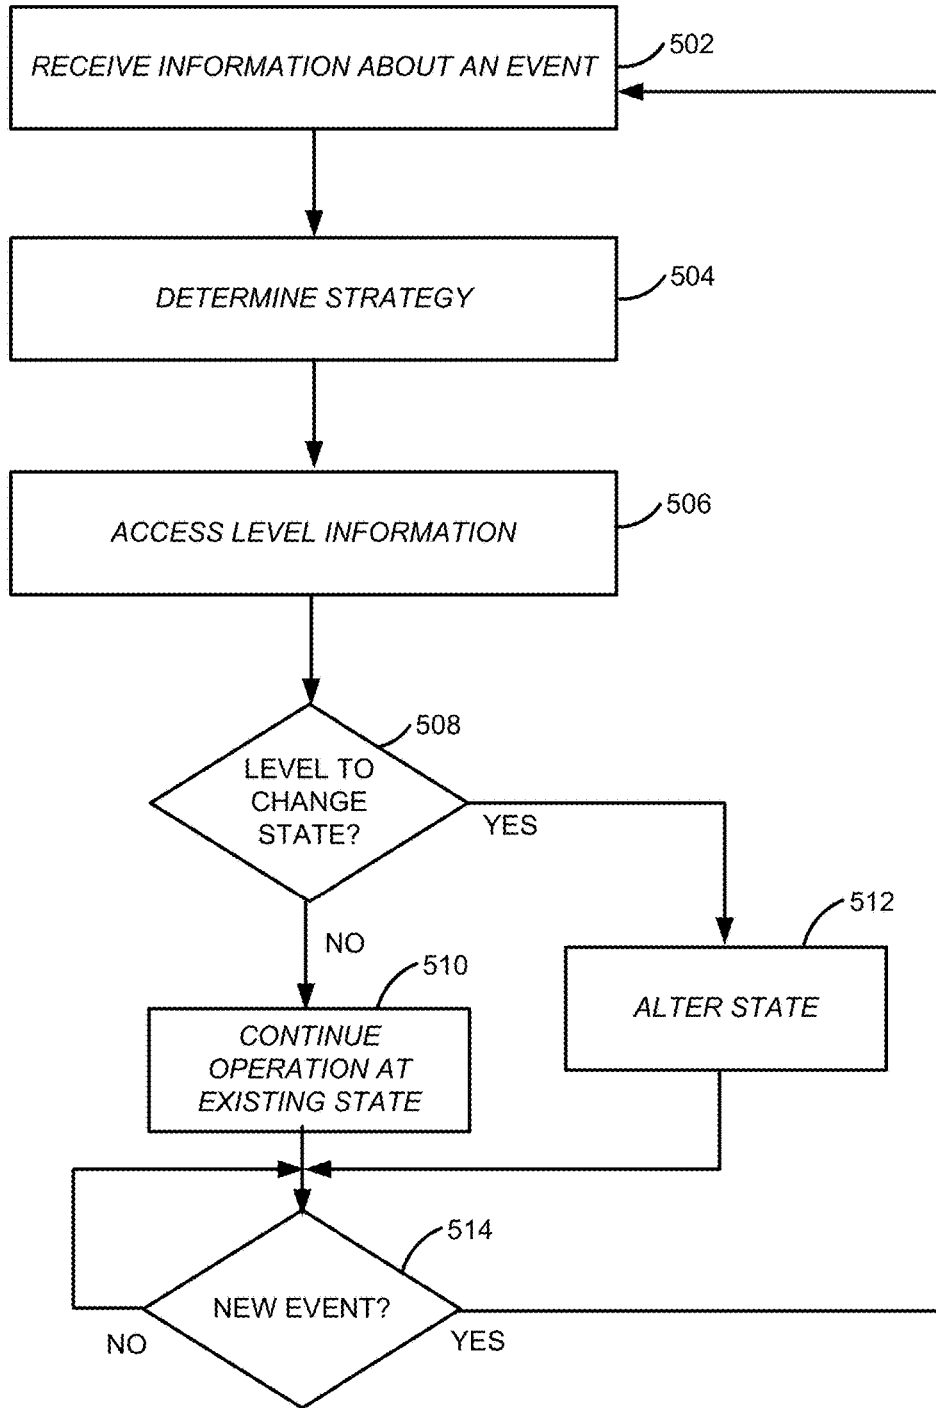 RECEIVE INFORMATION ABOUT AN EVENT
502
DETERMINE STRATEGY
504
ACCESS LEVEL INFORMATION
506
508
LEVEL TO
CHANGE
STATE?
YES
NO
512
ALTER STATE
510
CONTINUE
OPERATION AT
EXISTING STATE
514
NEW EVENT?
NO
YES